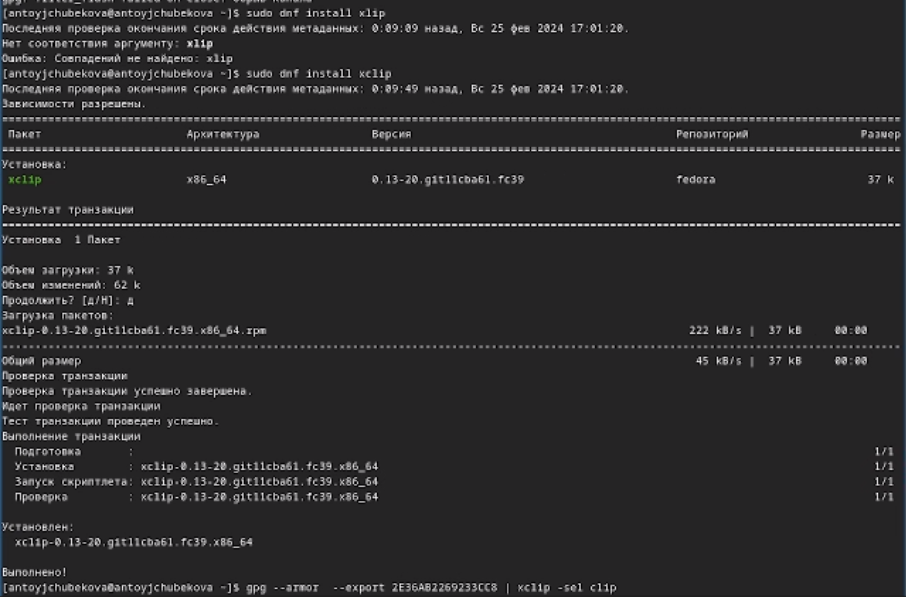 [antoyjchubekova@antoyjchubekova ~]$ sudo dnf install xlip
Последняя проверка окончания срока действия метаданных: 0:09:09 назад, Вс 25 фев 2024 17:01:20.
Нет соответствия аргументу: xlip
Ошибка: Совпадений не найдено: xlip
[antoyjchubekova@antoyjchubekova ~]$ sudo dnf install xclip
Последняя проверка окончания срока действия метаданных: 0:09:49 назад, Вс 25 фев 2024 17:01:20.
Зависимости разрешены.
Пакет Архитектура Версия Репозиторий Размер
Установка:
xclip x86_64 0.13-20.git11cba61.fc39 fedora 37 k
Результат транзакции
Установка 1 Пакет
Объем загрузки: 37 k
Объем изменений: 62 k
Продолжить? [д/Н]: д
Загрузка пакетов:
xclip-0.13-20.git11cba61.fc39.x86_64.rpm 222 kB/s | 37 kB 00:00
Общий размер 45 kB/s | 37 kB 00:00
Проверка транзакции
Проверка транзакции успешно завершена.
Идет проверка транзакции
Тест транзакции проведен успешно.
Выполнение транзакции
Подготовка : 1/1
Установка : xclip-0.13-20.git11cba61.fc39.x86_64 1/1
Запуск скриптлета: xclip-0.13-20.git11cba61.fc39.x86_64 1/1
Проверка : xclip-0.13-20.git11cba61.fc39.x86_64 1/1
Установлен:
xclip-0.13-20.git11cba61.fc39.x86_64
Выполнено!
[antoyjchubekova@antoyjchubekova ~]$ gpg --armor --export 2E36AB2269233CC8 | xclip -sel clip